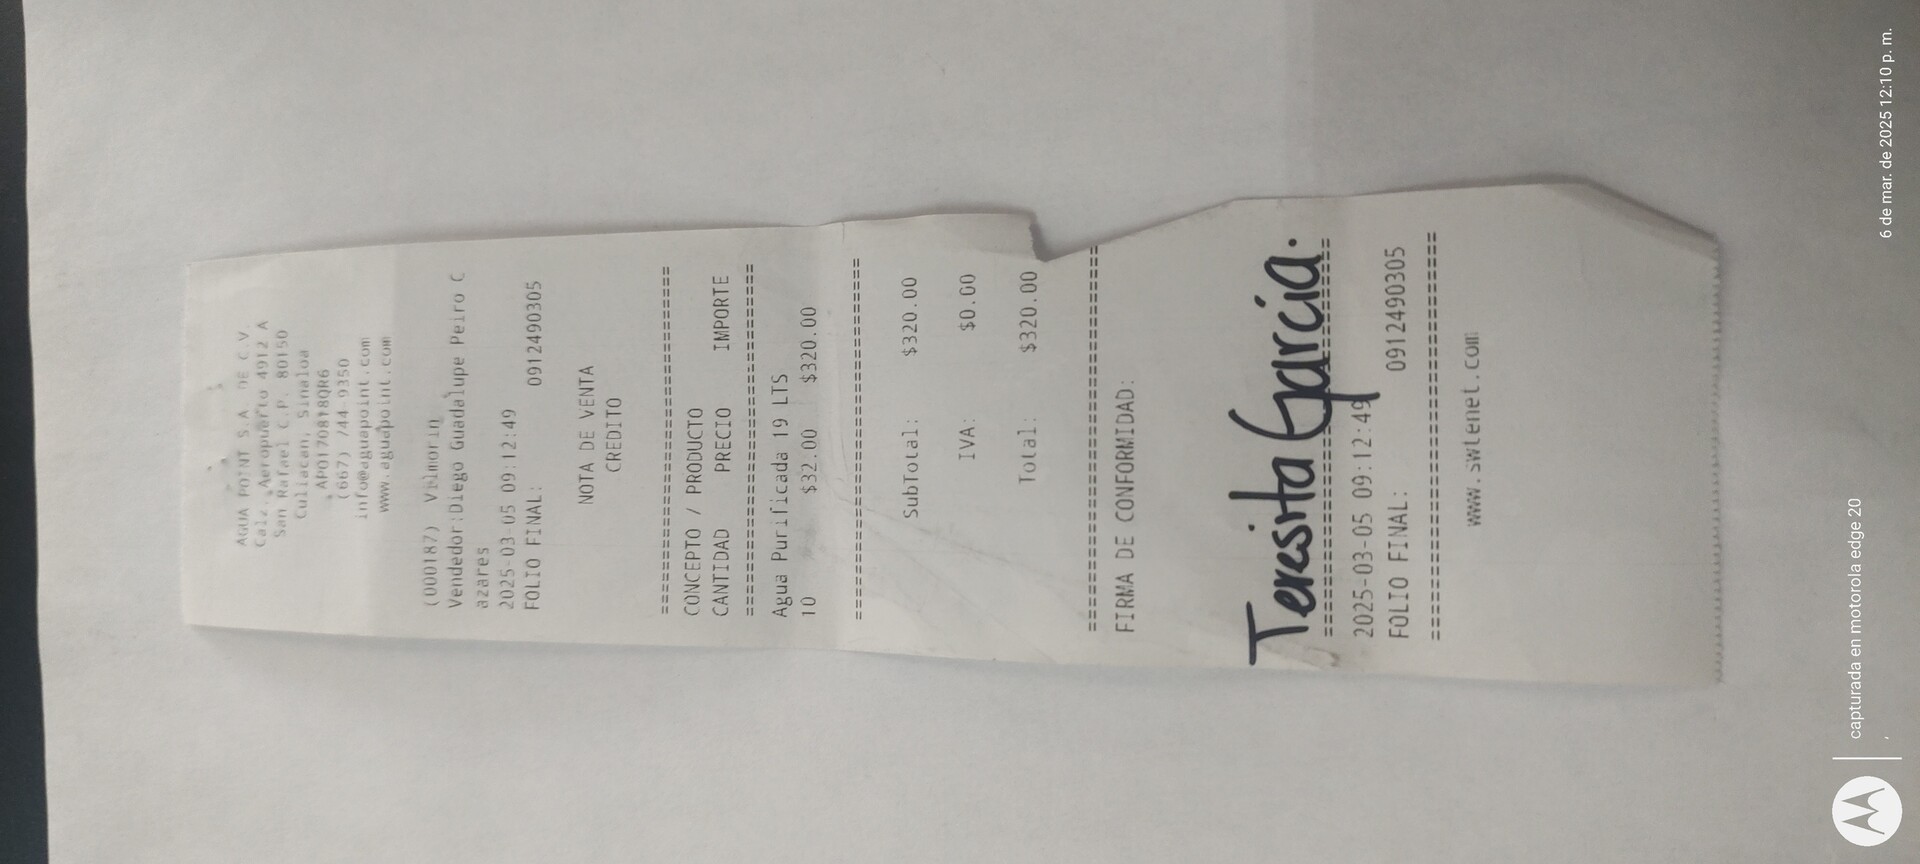 AGUA POINT S.A. DE C.V.
Calz. Aeropuerto 4912 A
San Rafael C.P. 80150
Culiacan, Sinaloa
APO170818QR6
(667) 744-9350
info@aguapoint.com
www.aguapoint.com
(000187) Vilmorin
Vendedor:Diego Guadalupe Peiro C
azares
2025-03-05 09:12:49
FOLIO FINAL: 0912490305
NOTA DE VENTA
CREDITO
================================
CONCEPTO / PRODUCTO
CANTIDAD PRECIO IMPORTE
================================
Agua Purificada 19 LTS
10 $32.00 $320.00
================================
SubTotal: $320.00
IVA: $0.00
Total: $320.00
================================
FIRMA DE CONFORMIDAD:
Teresita García.
================================
2025-03-05 09:12:49
FOLIO FINAL: 0912490305
================================
www.swtenet.com
capturada en motorola edge 20
6 de mar. de 2025 12:10 p. m.